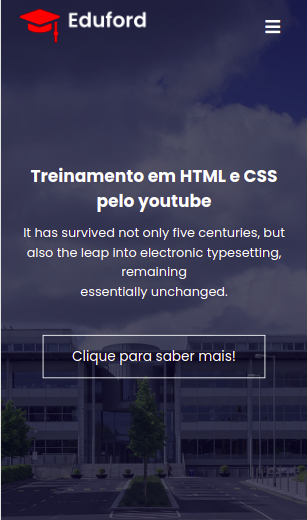 Eduford
Treinamento em HTML e CSS
pelo youtube
It has survived not only five centuries, but
also the leap into electronic typesetting,
remaining
essentially unchanged.
Clique para saber mais!